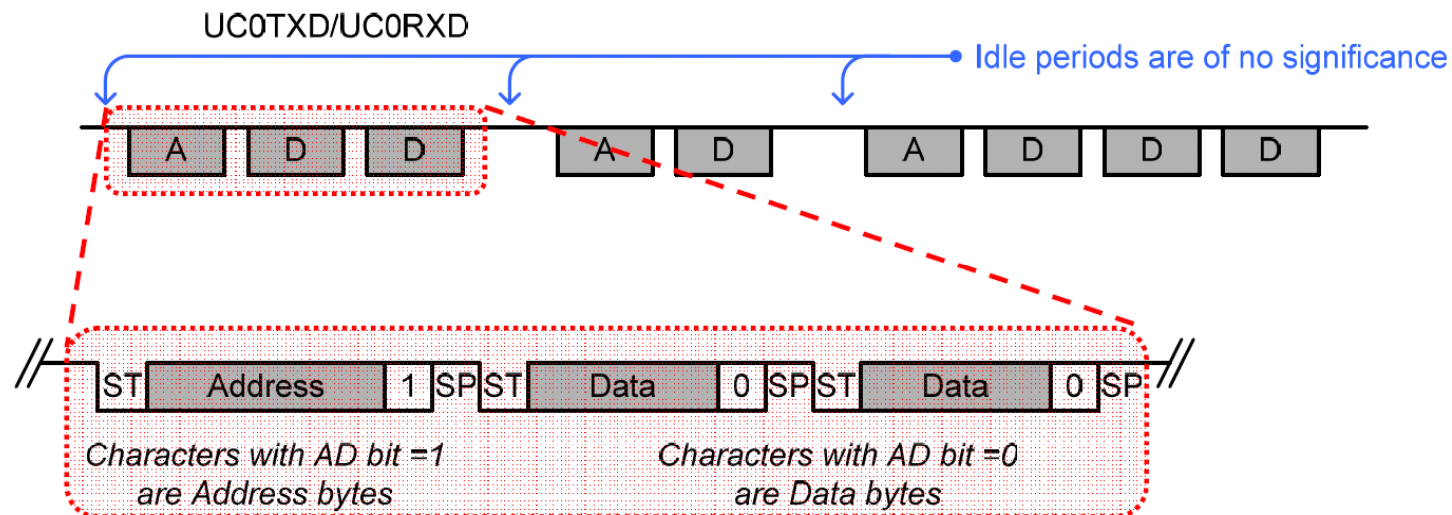 UC0TXD/UC0RXD
Idle periods are of no significance
A D D A D A D D D
ST Address 1 SP ST Data 0 SP ST Data 0 SP
Characters with AD bit =1
are Address bytes
Characters with AD bit =0
are Data bytes